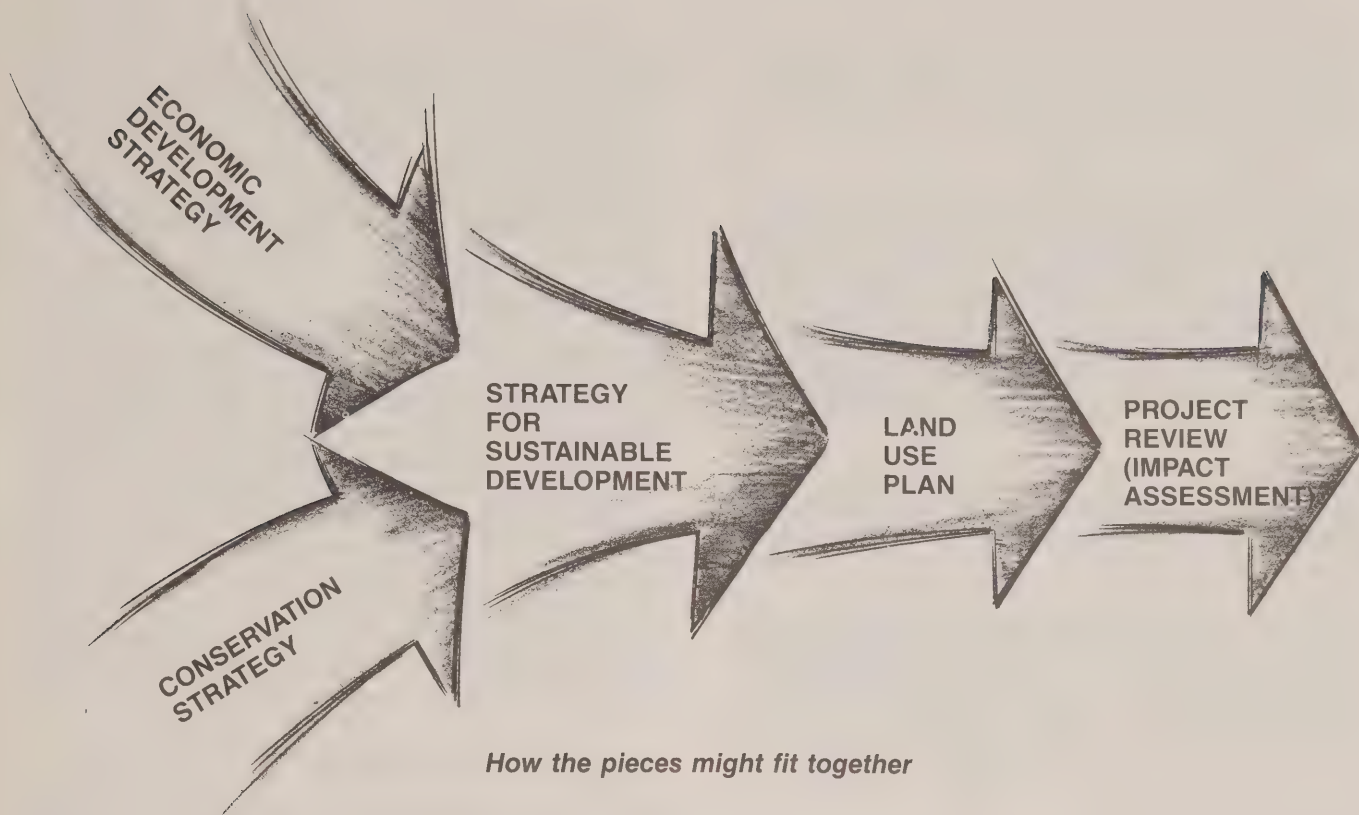 ECONOMIC
DEVELOPMENT
STRATEGY
CONSERVATION
STRATEGY
STRATEGY
FOR
SUSTAINABLE
DEVELOPMENT
LAND
USE
PLAN
PROJECT
REVIEW
(IMPACT
ASSESSMENT)
How the pieces might fit together